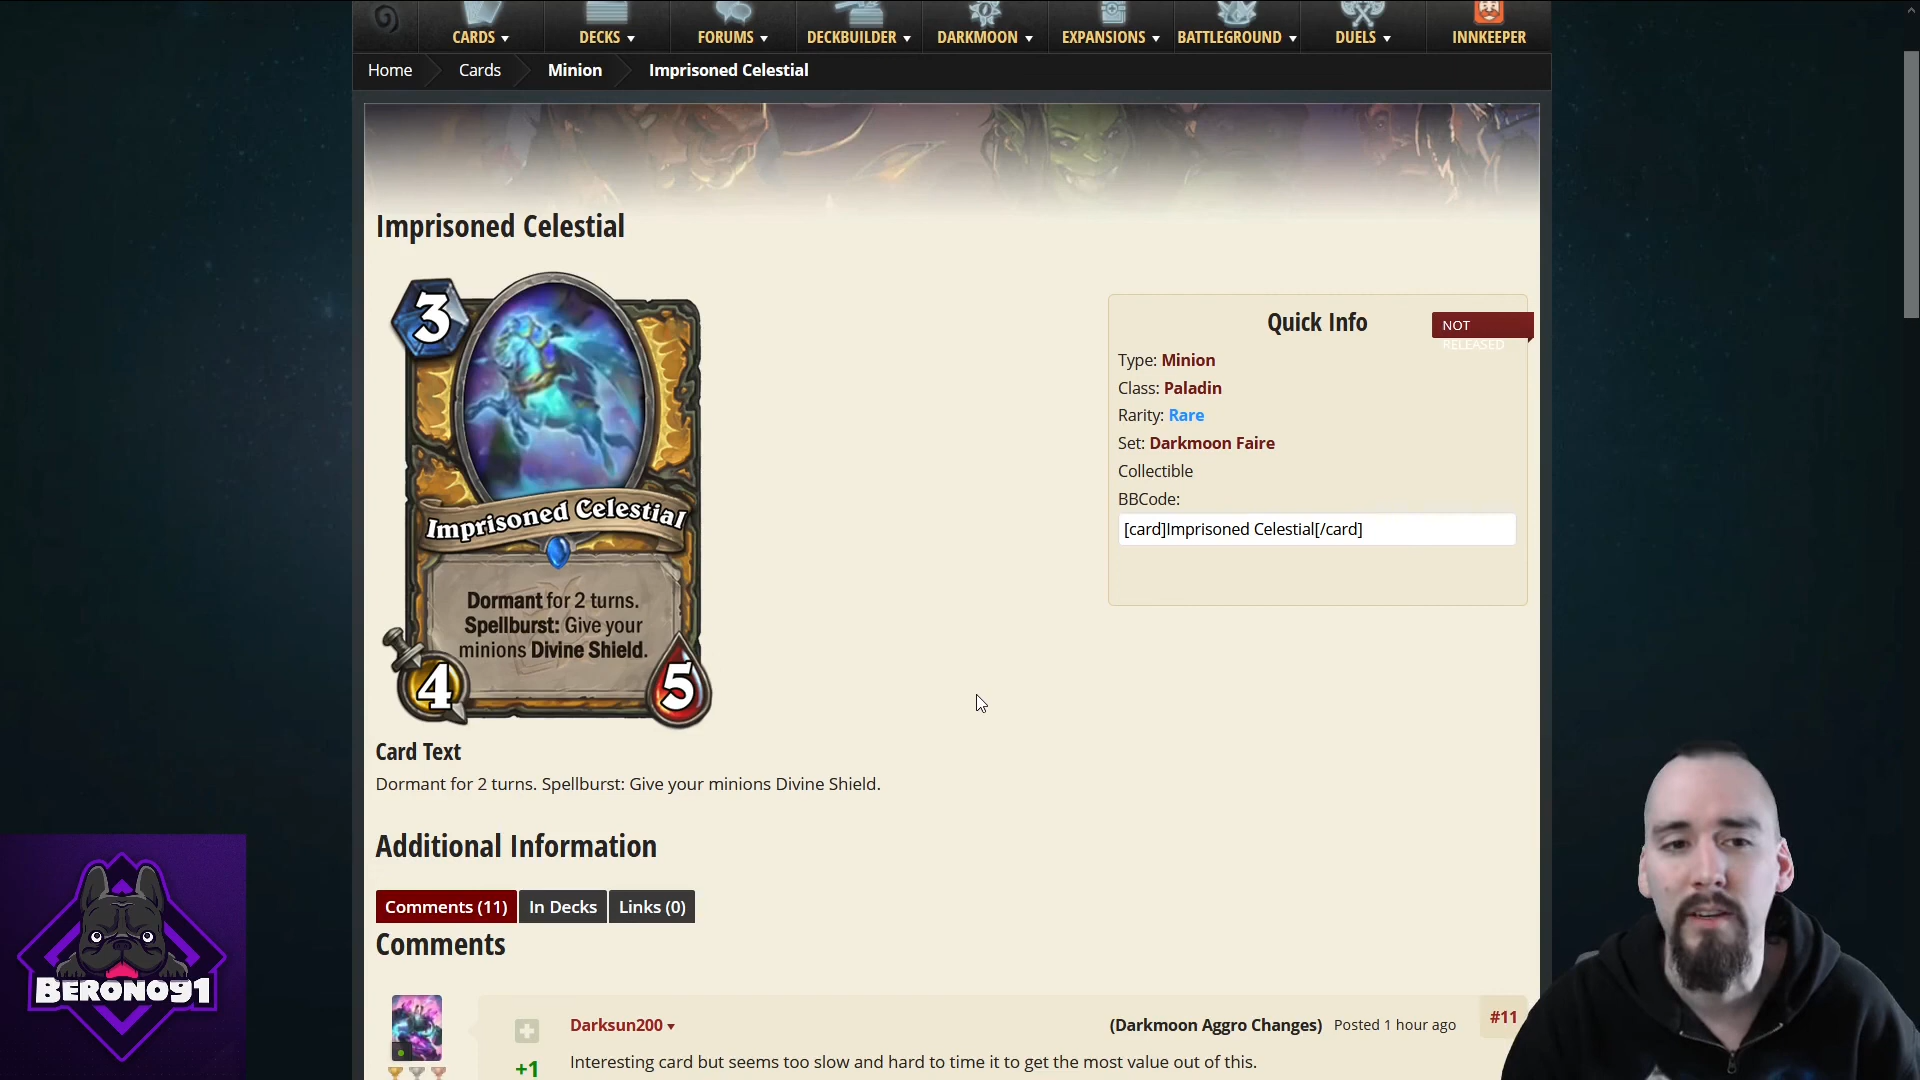 CARDS
DECKS
FORUMS
DECKBUILDER
DARKMOON
EXPANSIONS
BATTLEGROUND
DUELS
INNKEEPER
Home
Cards
Minion
Imprisoned Celestial
Imprisoned Celestial
3
Imprisoned Celestial
Dormant for 2 turns.
Spellburst: Give your
minions Divine Shield.
4
5
Quick Info
NOT
RELEASED
Type: Minion
Class: Paladin
Rarity: Rare
Set: Darkmoon Faire
Collectible
BBCode:
[card]Imprisoned Celestial[/card]
Card Text
Dormant for 2 turns. Spellburst: Give your minions Divine Shield.
Additional Information
Comments (11)
In Decks
Links (0)
Comments
Darksun200
(Darkmoon Aggro Changes) Posted 1 hour ago
#11
+1
Interesting card but seems too slow and hard to time it to get the most value out of this.
BERONO91